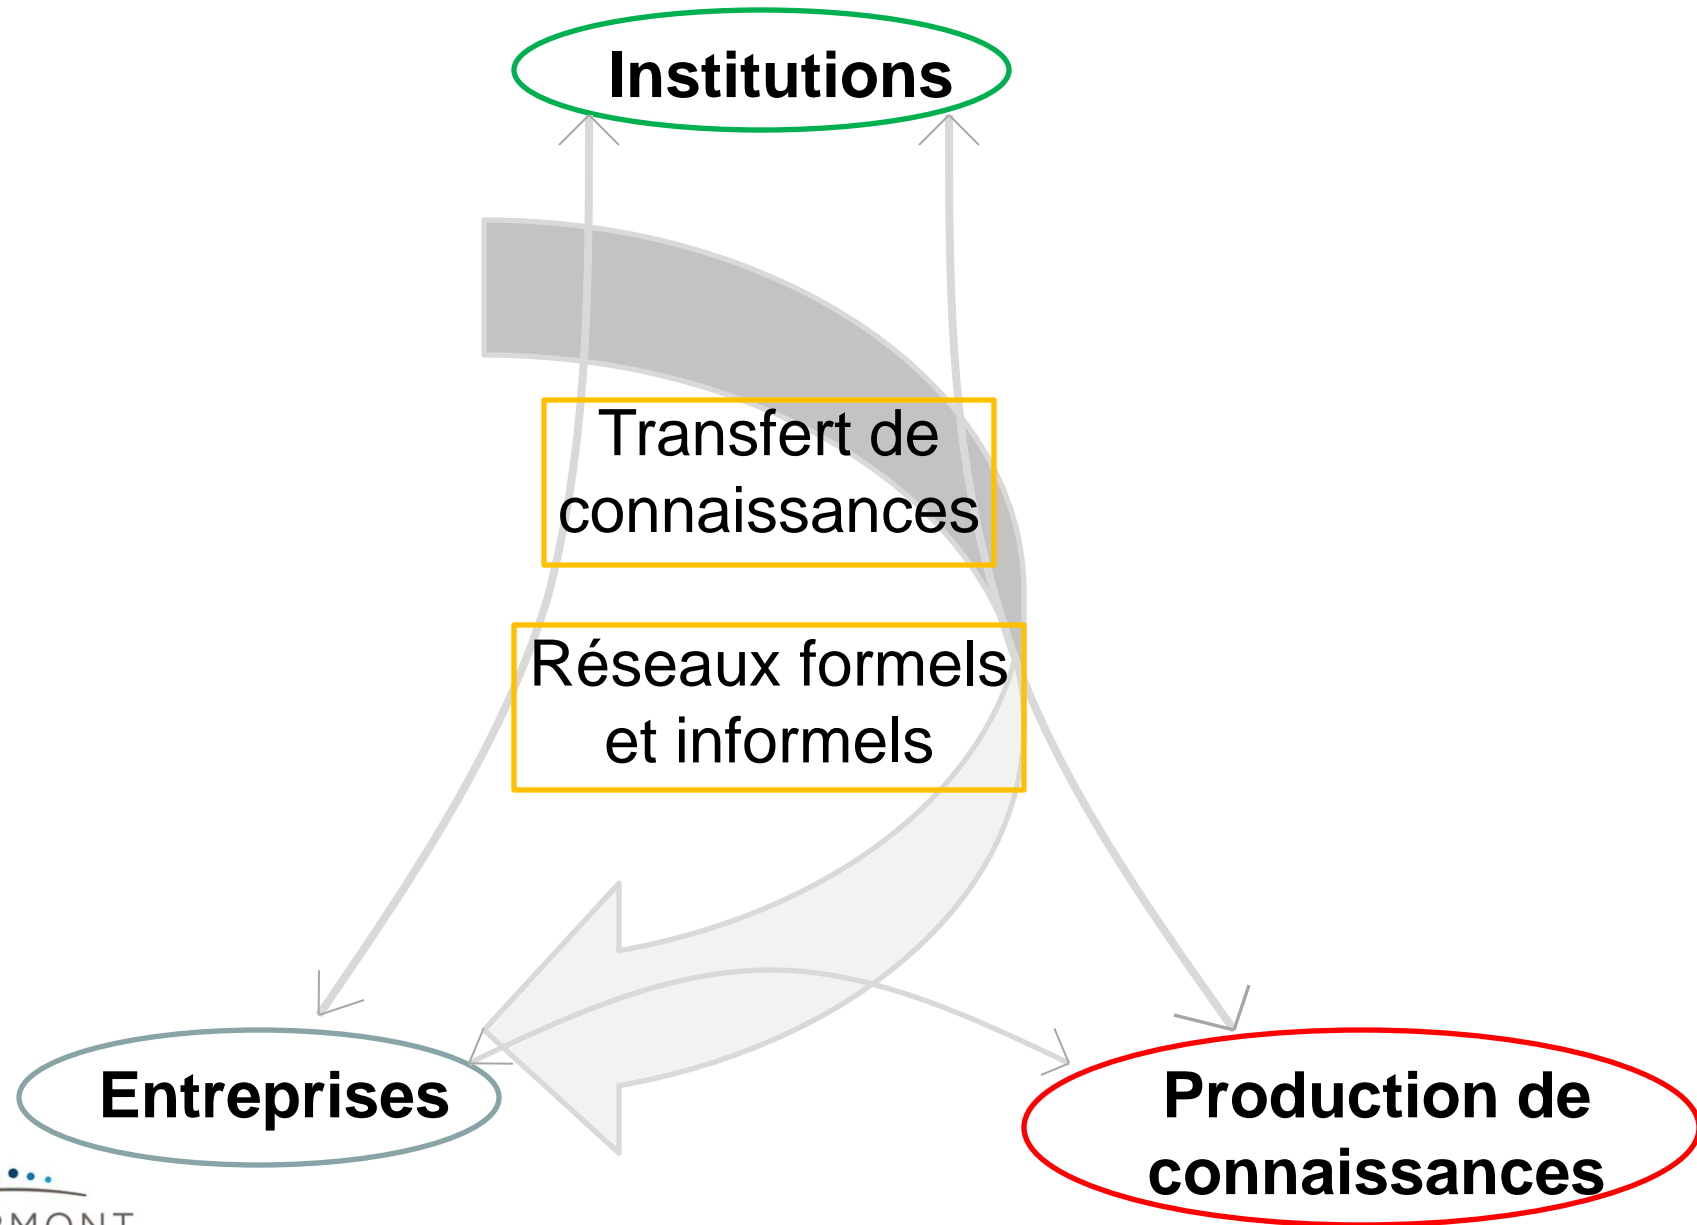 Institutions
Transfert de
connaissances
Réseaux formels
et informels
Entreprises
Production de
connaissances